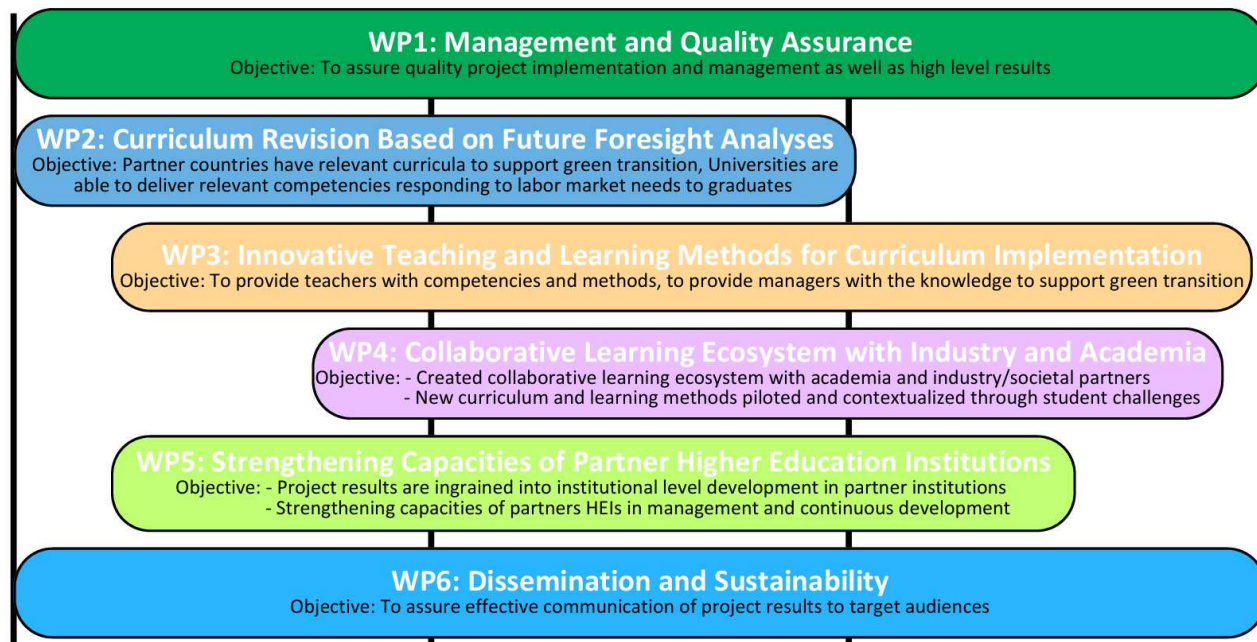 WP1: Management and Quality Assurance
Objective: To assure quality project implementation and management as well as high level results
WP2: Curriculum Revision Based on Future Foresight Analyses
Objective: Partner countries have relevant curricula to support green transition, Universities are
able to deliver relevant competencies responding to labor market needs to graduates
WP3: Innovative Teaching and Learning Methods for Curriculum Implementation
Objective: To provide teachers with competencies and methods, to provide managers with the knowledge to support green transition
WP4: Collaborative Learning Ecosystem with Industry and Academia
Objective: - Created collaborative learning ecosystem with academia and industry/societal partners
- New curriculum and learning methods piloted and contextualized through student challenges
WP5: Strengthening Capacities of Partner Higher Education Institutions
Objective: - Project results are ingrained into institutional level development in partner institutions
- Strengthening capacities of partners HEIs in management and continuous development
WP6: Dissemination and Sustainability
Objective: To assure effective communication of project results to target audiences